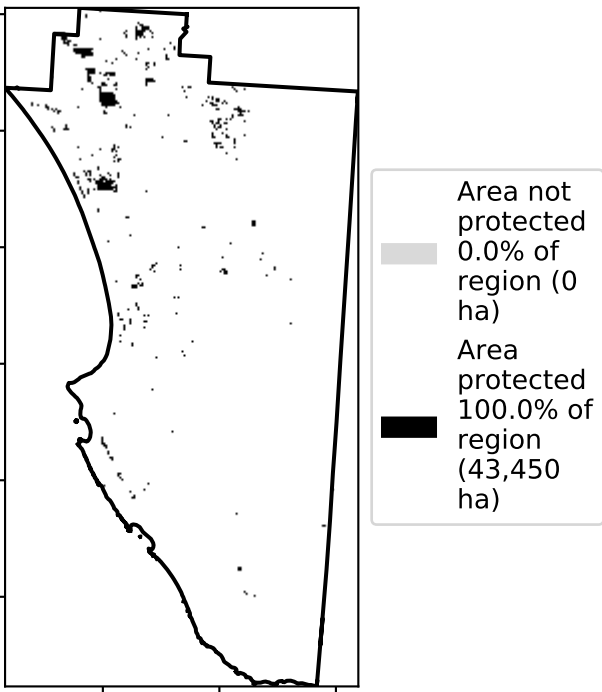 Area not
protected
0.0% of
region (0
ha)
Area
protected
100.0% of
region
(43,450
ha)